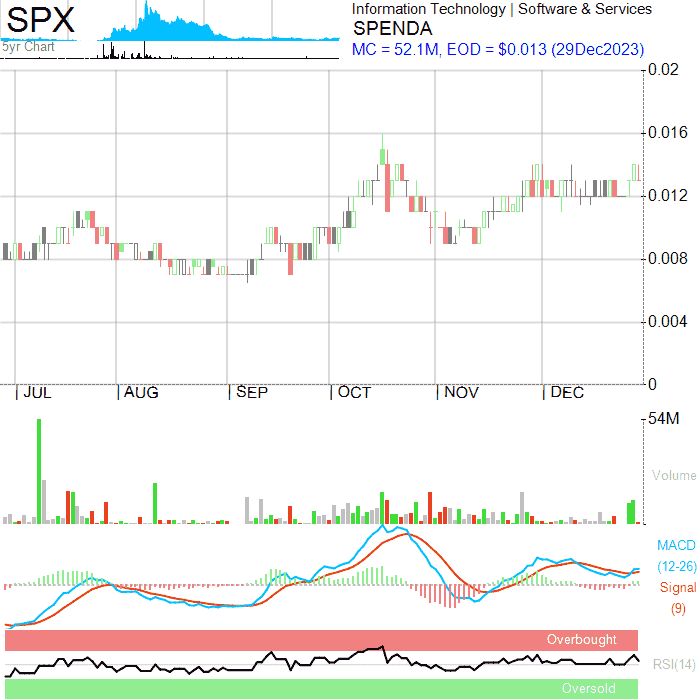 SPX
5yr Chart
Information Technology | Software & Services
SPENDA
MC = 52.1M, EOD = $0.013 (29Dec2023)
0.02
0.016
0.012
0.008
0.004
0
|JUL |AUG |SEP |OCT |NOV |DEC
54M
Volume
MACD
(12-26)
Signal
(9)
Overbought
RSI(14)
Oversold